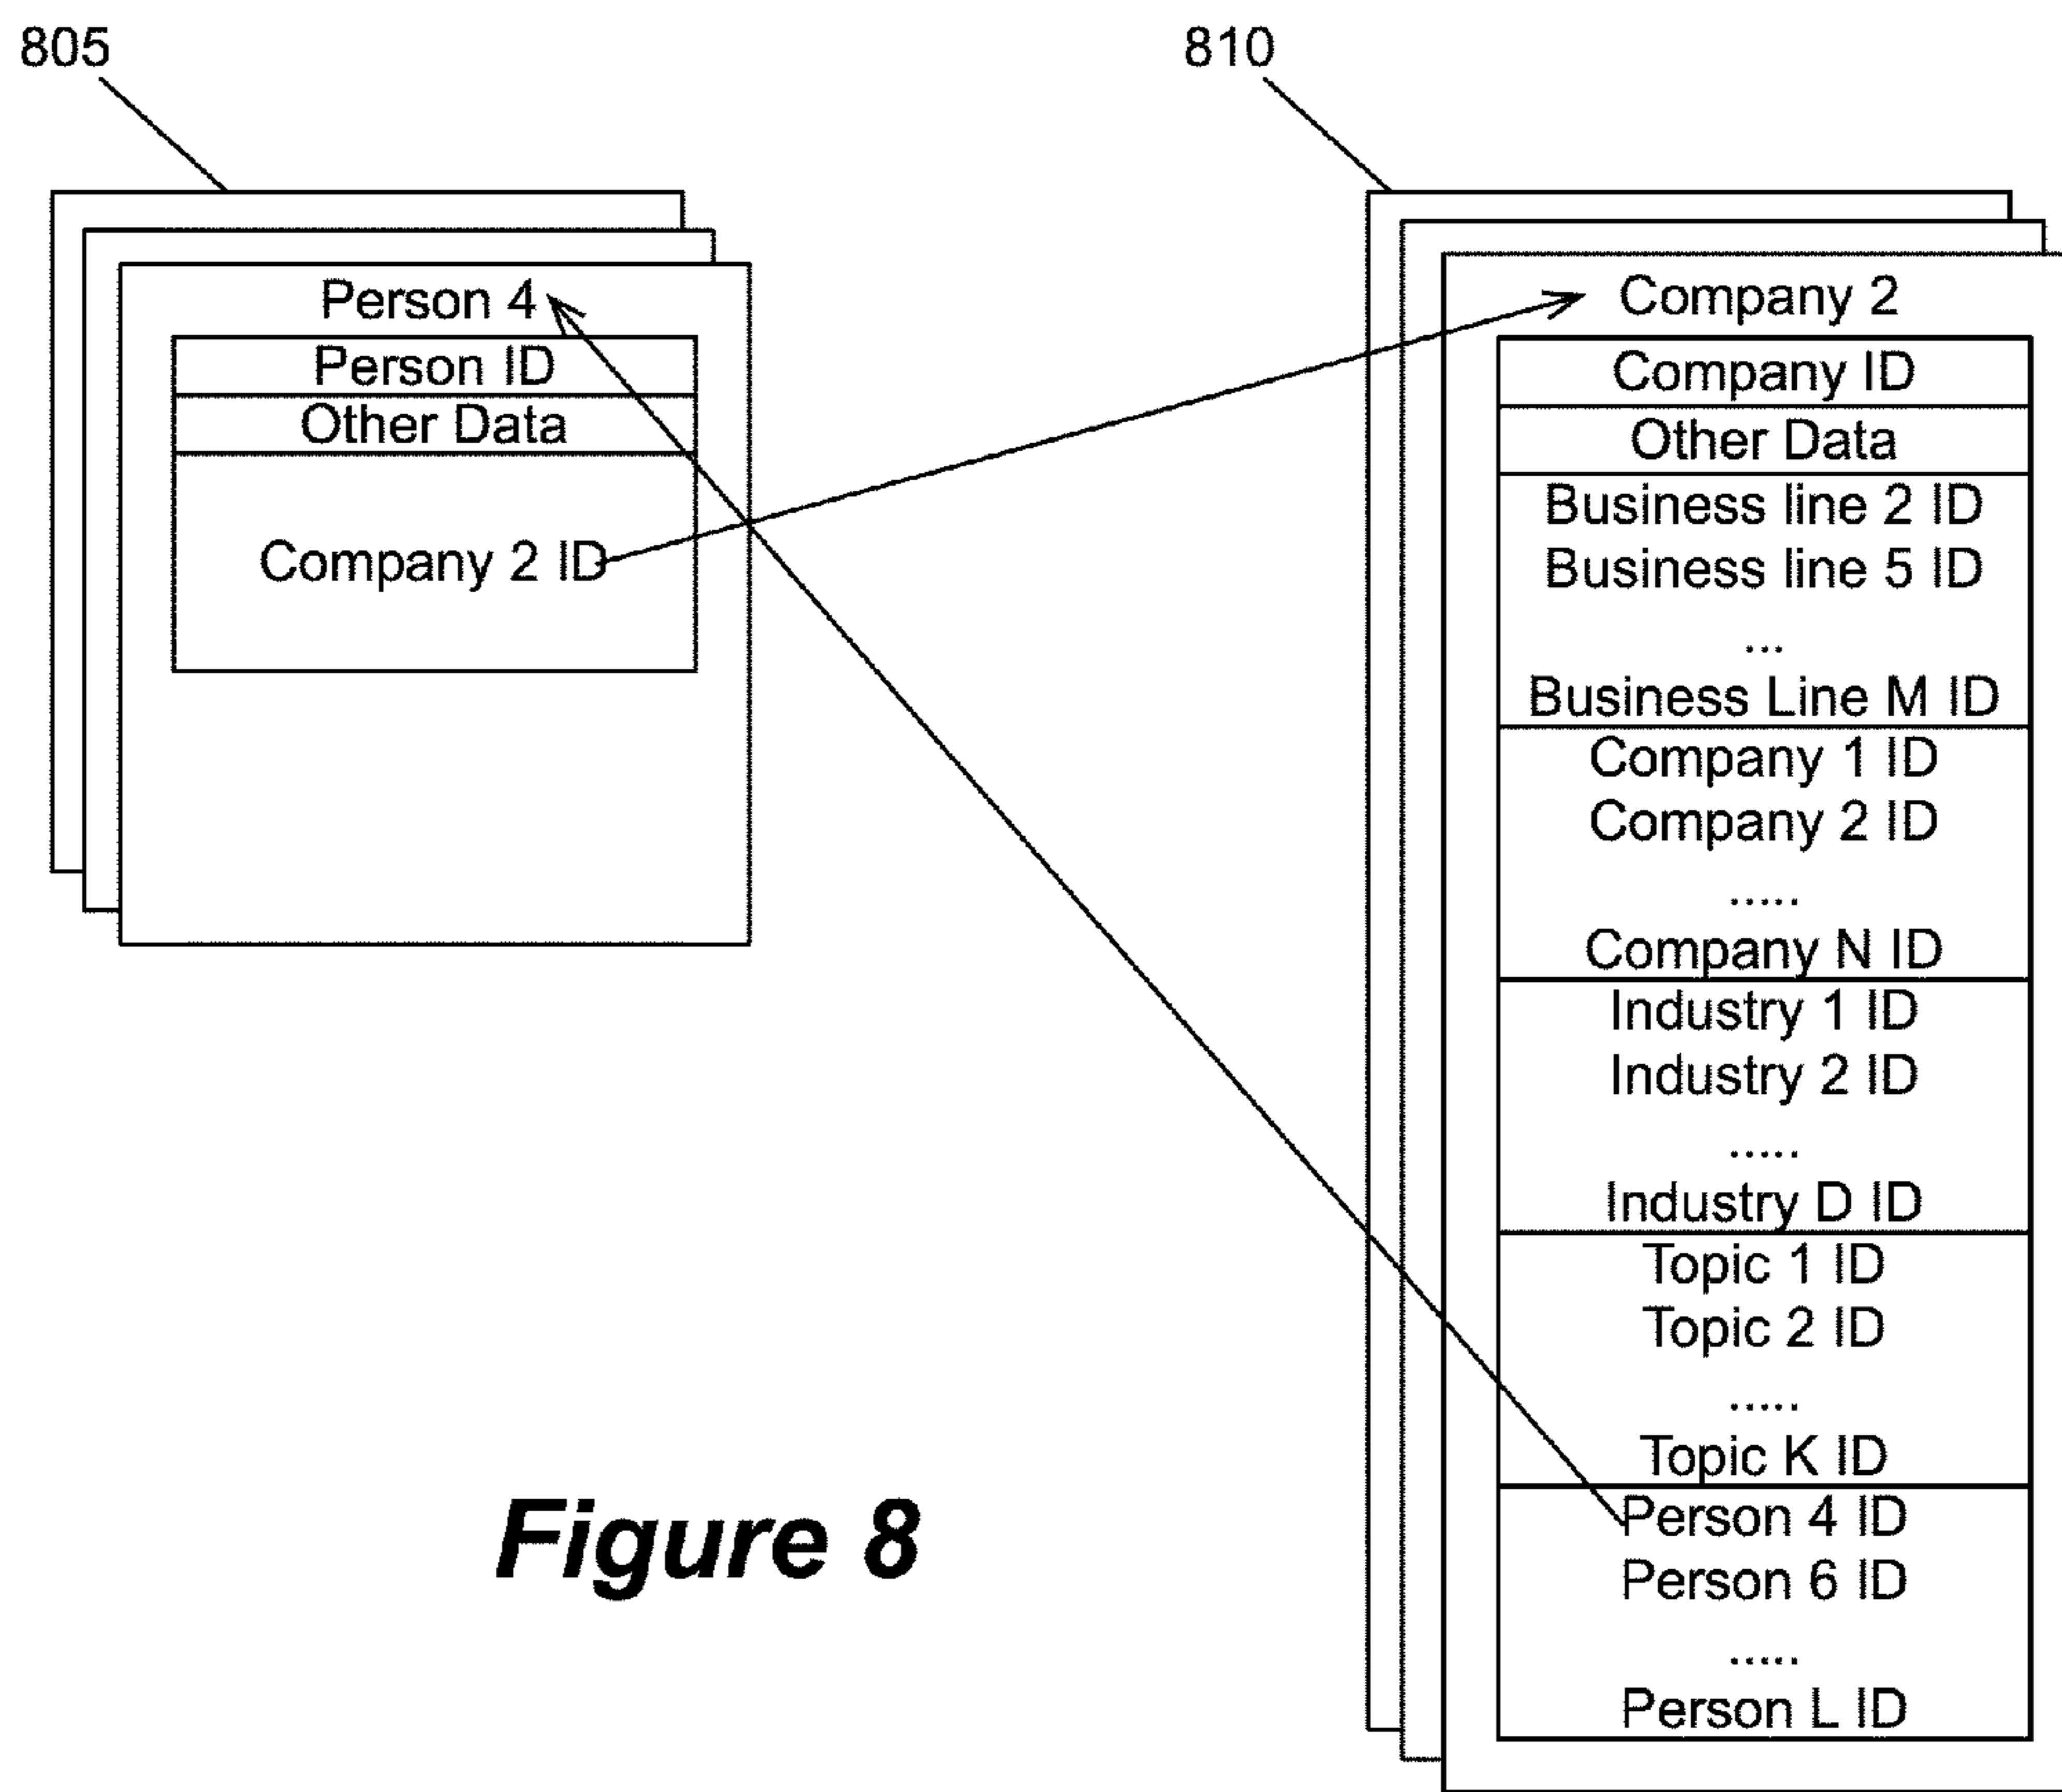 805
810
Person 4
Person ID
Other Data
Company 2 ID
Company 2
Company ID
Other Data
Business line 2 ID
Business line 5 ID
...
Business Line M ID
Company 1 ID
Company 2 ID
.....
Company N ID
Industry 1 ID
Industry 2 ID
.....
Industry D ID
Topic 1 ID
Topic 2 ID
.....
Topic K ID
Person 4 ID
Person 6 ID
.....
Person L ID
Figure 8